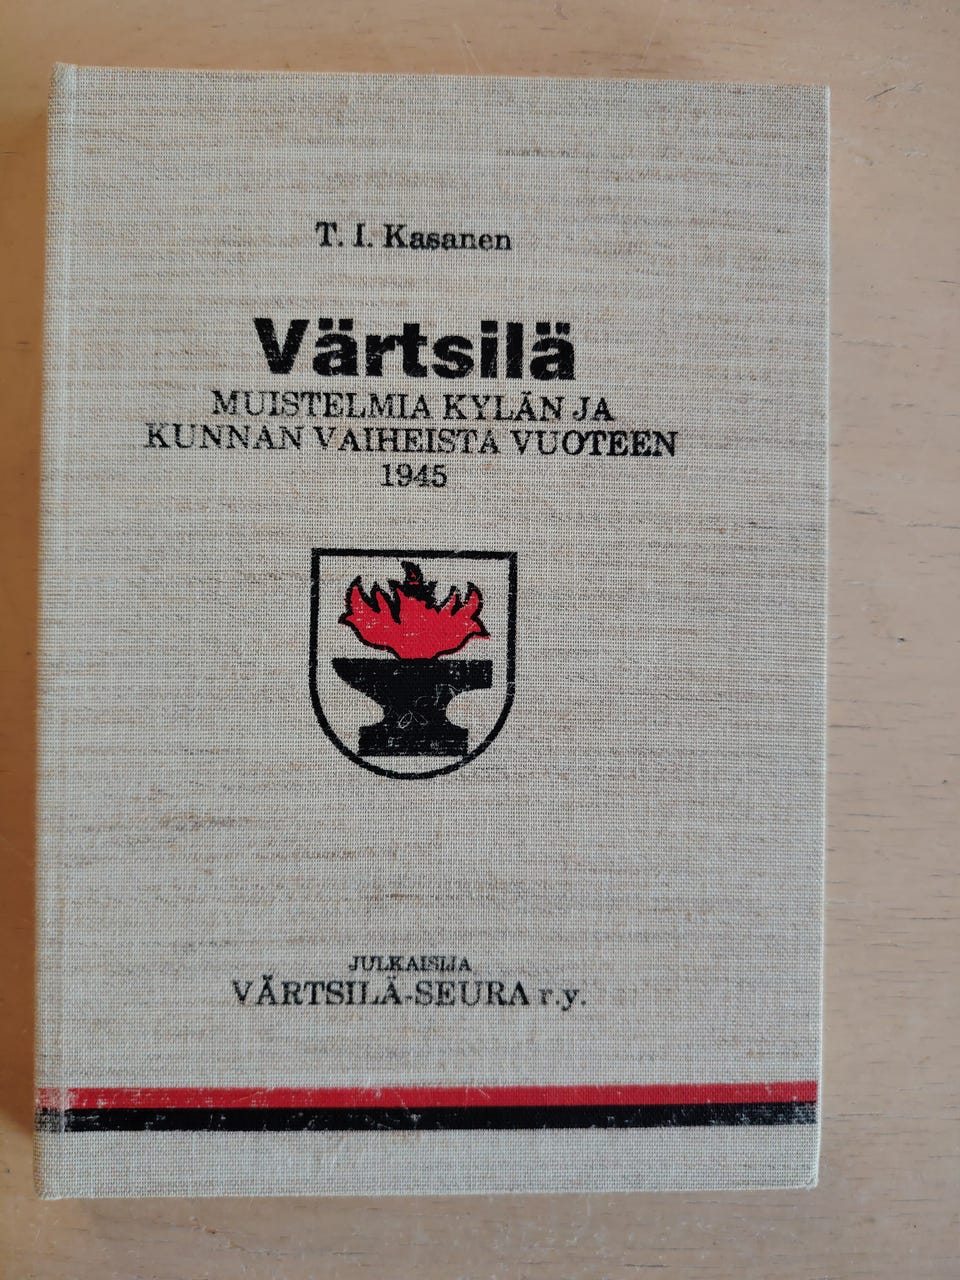 T. I. Kasanen
Värtsilä
MUISTELMIA KYLÄN JA
KUNNAN VAIHEISTA VUOTEEN
1945
JULKAISIJA
VÄRTSILÄ-SEURA r.y.